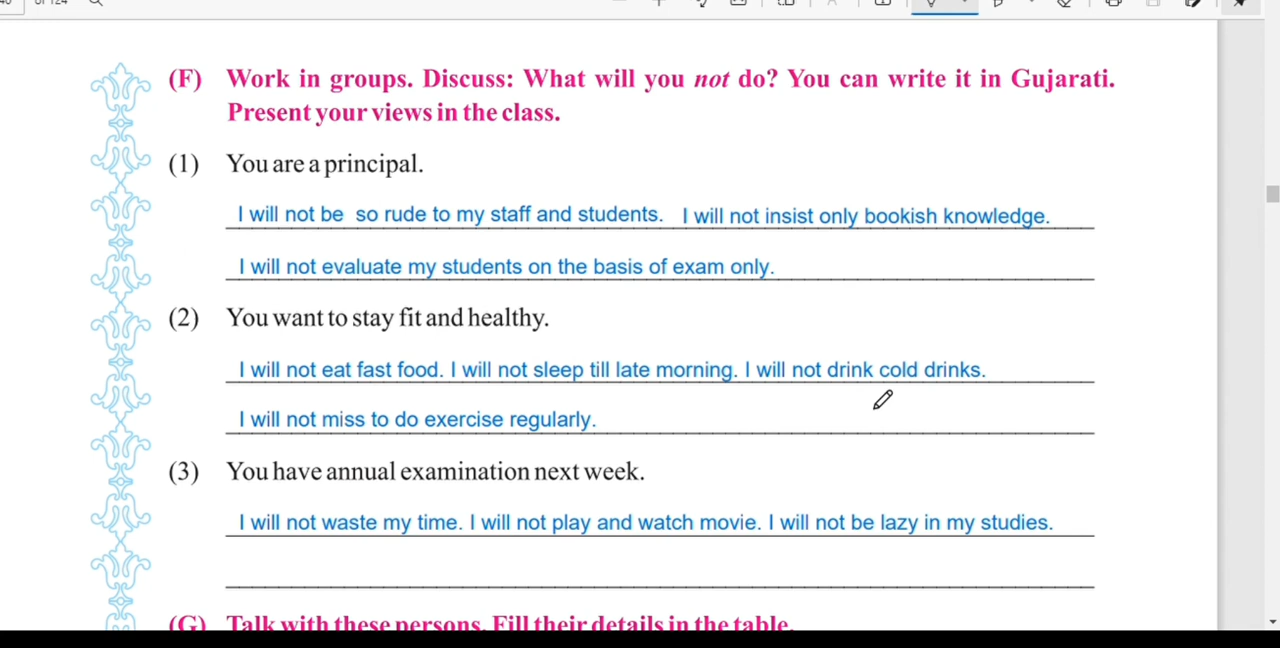 of 124
(F) Work in groups. Discuss: What will you not do? You can write it in Gujarati.
Present your views in the class.
(1) You are a principal.
I will not be so rude to my staff and students. I will not insist only bookish knowledge.
I will not evaluate my students on the basis of exam only.
(2) You want to stay fit and healthy.
I will not eat fast food. I will not sleep till late morning. I will not drink cold drinks.
I will not miss to do exercise regularly.
(3) You have annual examination next week.
I will not waste my time. I will not play and watch movie. I will not be lazy in my studies.
(G) Talk with these persons. Fill their details in the table.